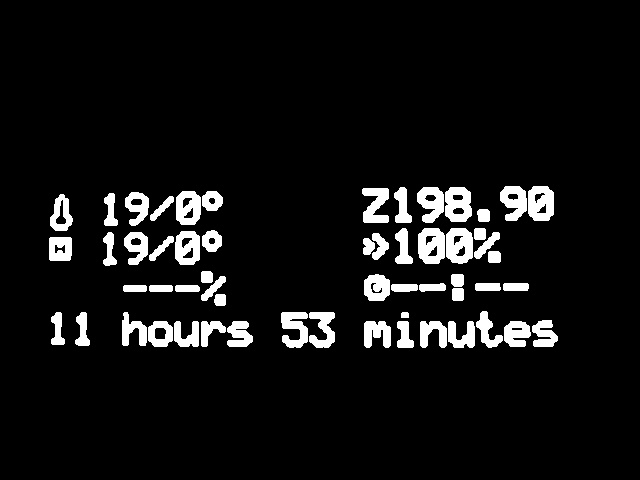 19/0° Z198.90
19/0° »100%
---% --:--
11 hours 53 minutes